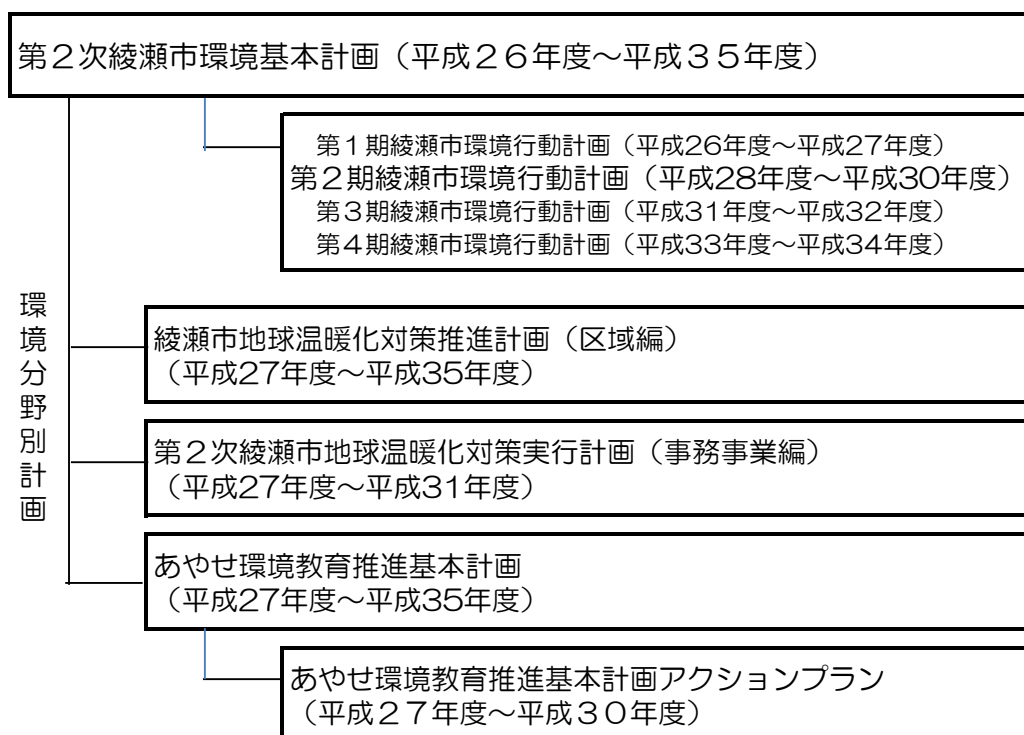 第２次綾瀬市環境基本計画（平成２６年度～平成３５年度）
第１期綾瀬市環境行動計画（平成26年度～平成27年度）
第２期綾瀬市環境行動計画（平成28年度～平成30年度）
第３期綾瀬市環境行動計画（平成31年度～平成32年度）
第４期綾瀬市環境行動計画（平成33年度～平成34年度）
環境分野別計画
綾瀬市地球温暖化対策推進計画（区域編）
（平成27年度～平成35年度）
第２次綾瀬市地球温暖化対策実行計画（事務事業編）
（平成27年度～平成31年度）
あやせ環境教育推進基本計画
（平成27年度～平成35年度）
あやせ環境教育推進基本計画アクションプラン
（平成２７年度～平成３０年度）